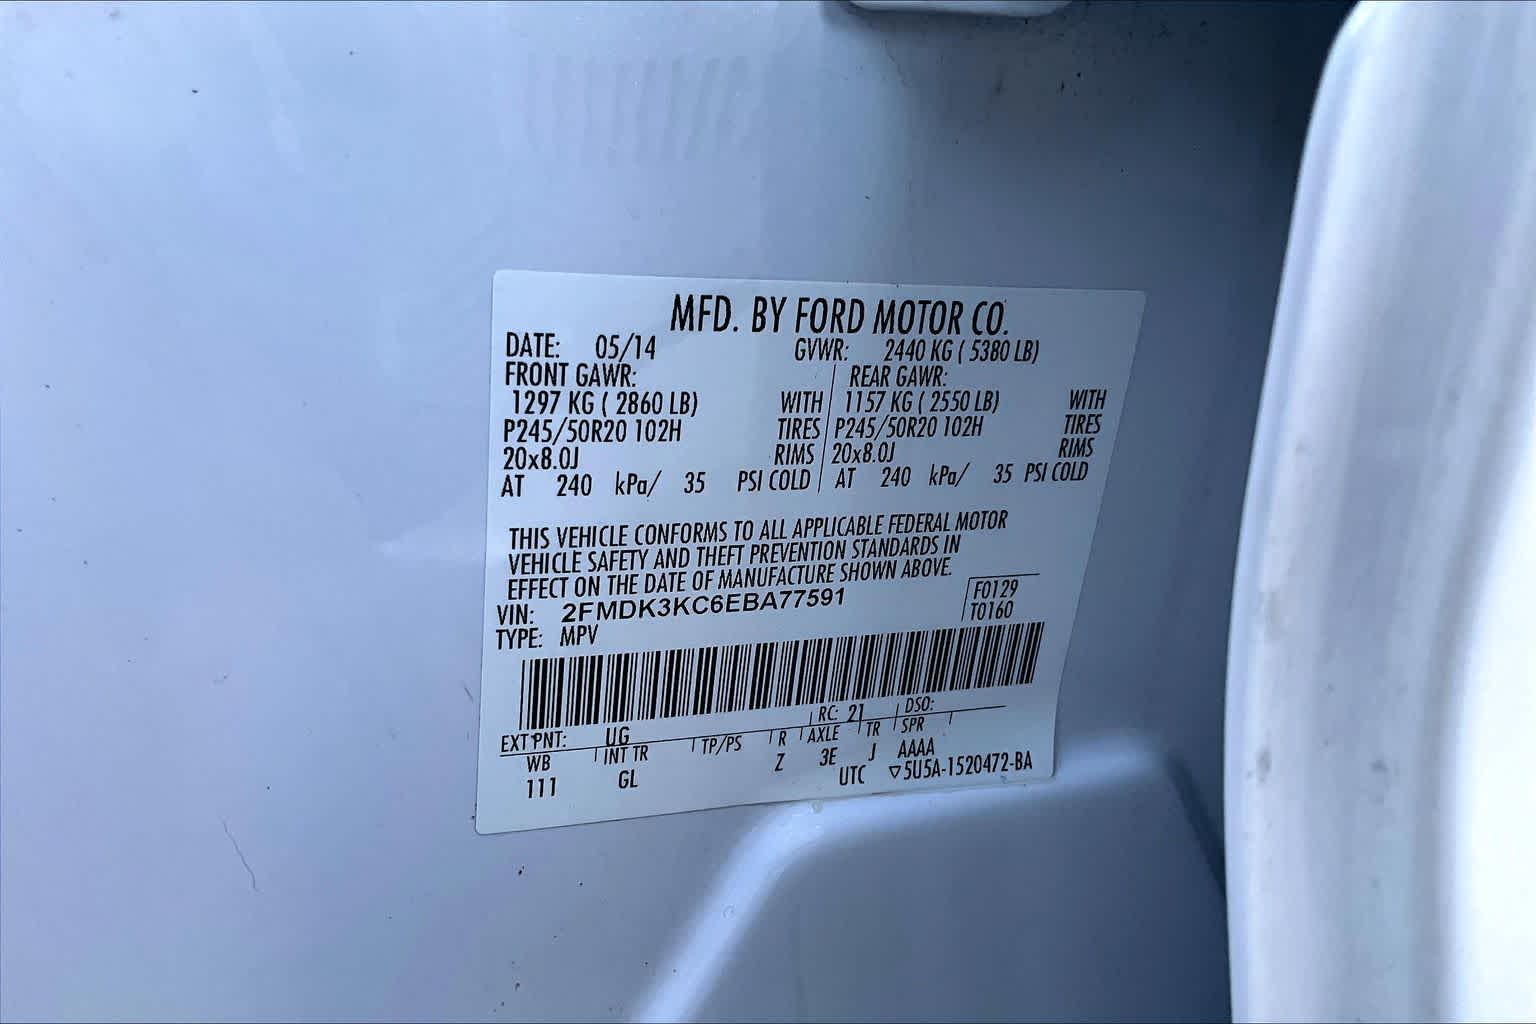 MFD. BY FORD MOTOR CO.
DATE: 05/14 GVWR: 2440 KG ( 5380 LB)
FRONT GAWR: REAR GAWR:
1297 KG ( 2860 LB) WITH 1157 KG ( 2550 LB) WITH
P245/50R20 102H TIRES P245/50R20 102H TIRES
20x8.0J RIMS 20x8.0J RIMS
AT 240 kPa/ 35 PSI COLD AT 240 kPa/ 35 PSI COLD
THIS VEHICLE CONFORMS TO ALL APPLICABLE FEDERAL MOTOR
VEHICLE SAFETY AND THEFT PREVENTION STANDARDS IN
EFFECT ON THE DATE OF MANUFACTURE SHOWN ABOVE.
VIN: 2FMDK3KC6EBA77591 F0129
TYPE: MPV T0160
EXT PNT: UG RC: 21 DSO:
WB INT TR TP/PS R AXLE TR SPR
111 GL Z 3E J AAAA
UTC ▽5U5A-1520472-BA